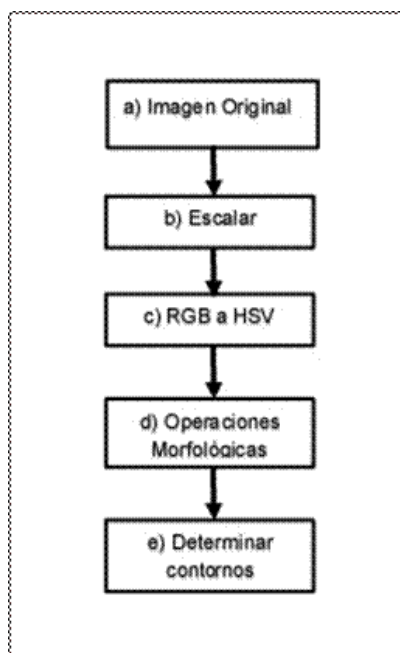 a) Imagen Original
b) Escalar
c) RGB a HSV
d) Operaciones
Morfológicas
e) Determinar
contornos